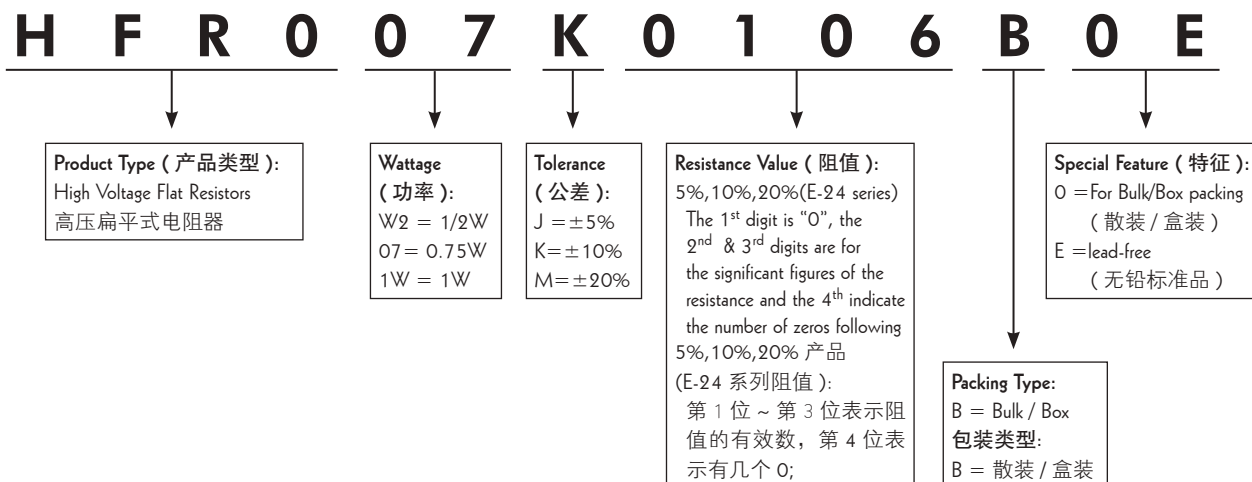 H F R 0 0 7 K 0 1 0 6 B 0 E
Product Type ( 产品类型 ):
High Voltage Flat Resistors
高压扁平式电阻器
Wattage
( 功率 ):
W2 = 1/2W
07 = 0.75W
1W = 1W
Tolerance
( 公差 ):
J =±5%
K=±10%
M=±20%
Resistance Value ( 阻值 ):
5%,10%,20%(E-24 series)
The 1st digit is “0”, the
2nd & 3rd digits are for
the significant figures of the
resistance and the 4th indicate
the number of zeros following
5%,10%,20% 产品
(E-24 系列阻值 ):
第 1 位 ~ 第 3 位表示阻
值的有效数，第 4 位表
示有几个 0;
Packing Type:
B = Bulk / Box
包装类型:
B = 散装 / 盒装
Special Feature ( 特征 ):
0 =For Bulk/Box packing
( 散装 / 盒装 )
E =lead-free
( 无铅标准品 )